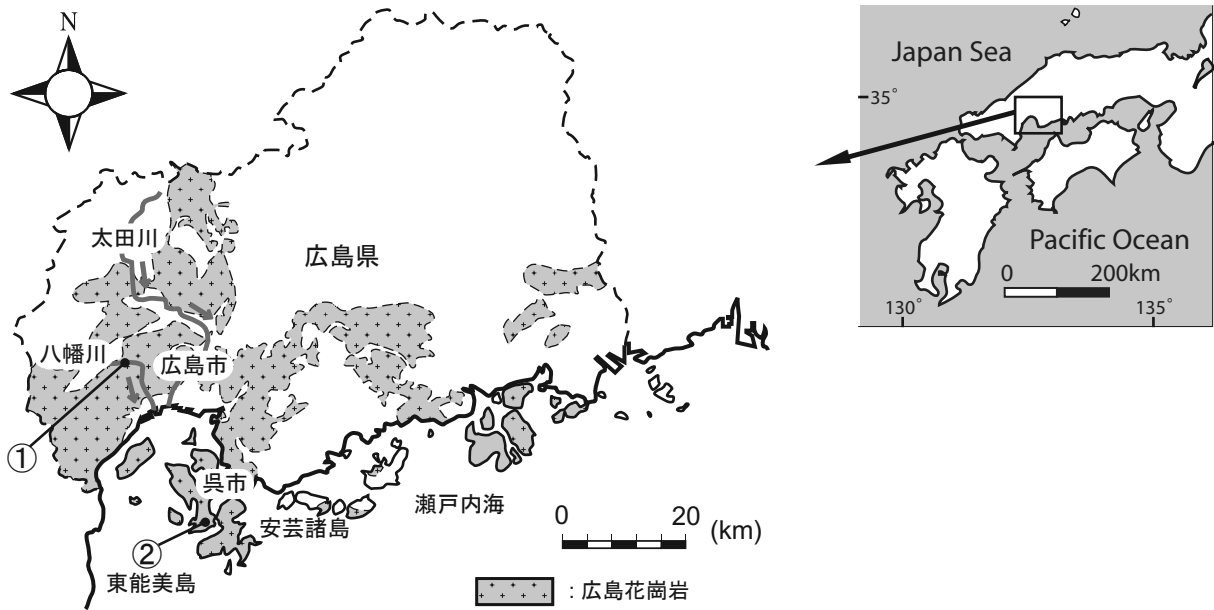 N
太田川
広島県
八幡川
広島市
①
呉市
瀬戸内海
安芸諸島
②
東能美島
0 20 (km)
: 広島花崗岩
Japan Sea
35°
Pacific Ocean
0 200km
130° 135°